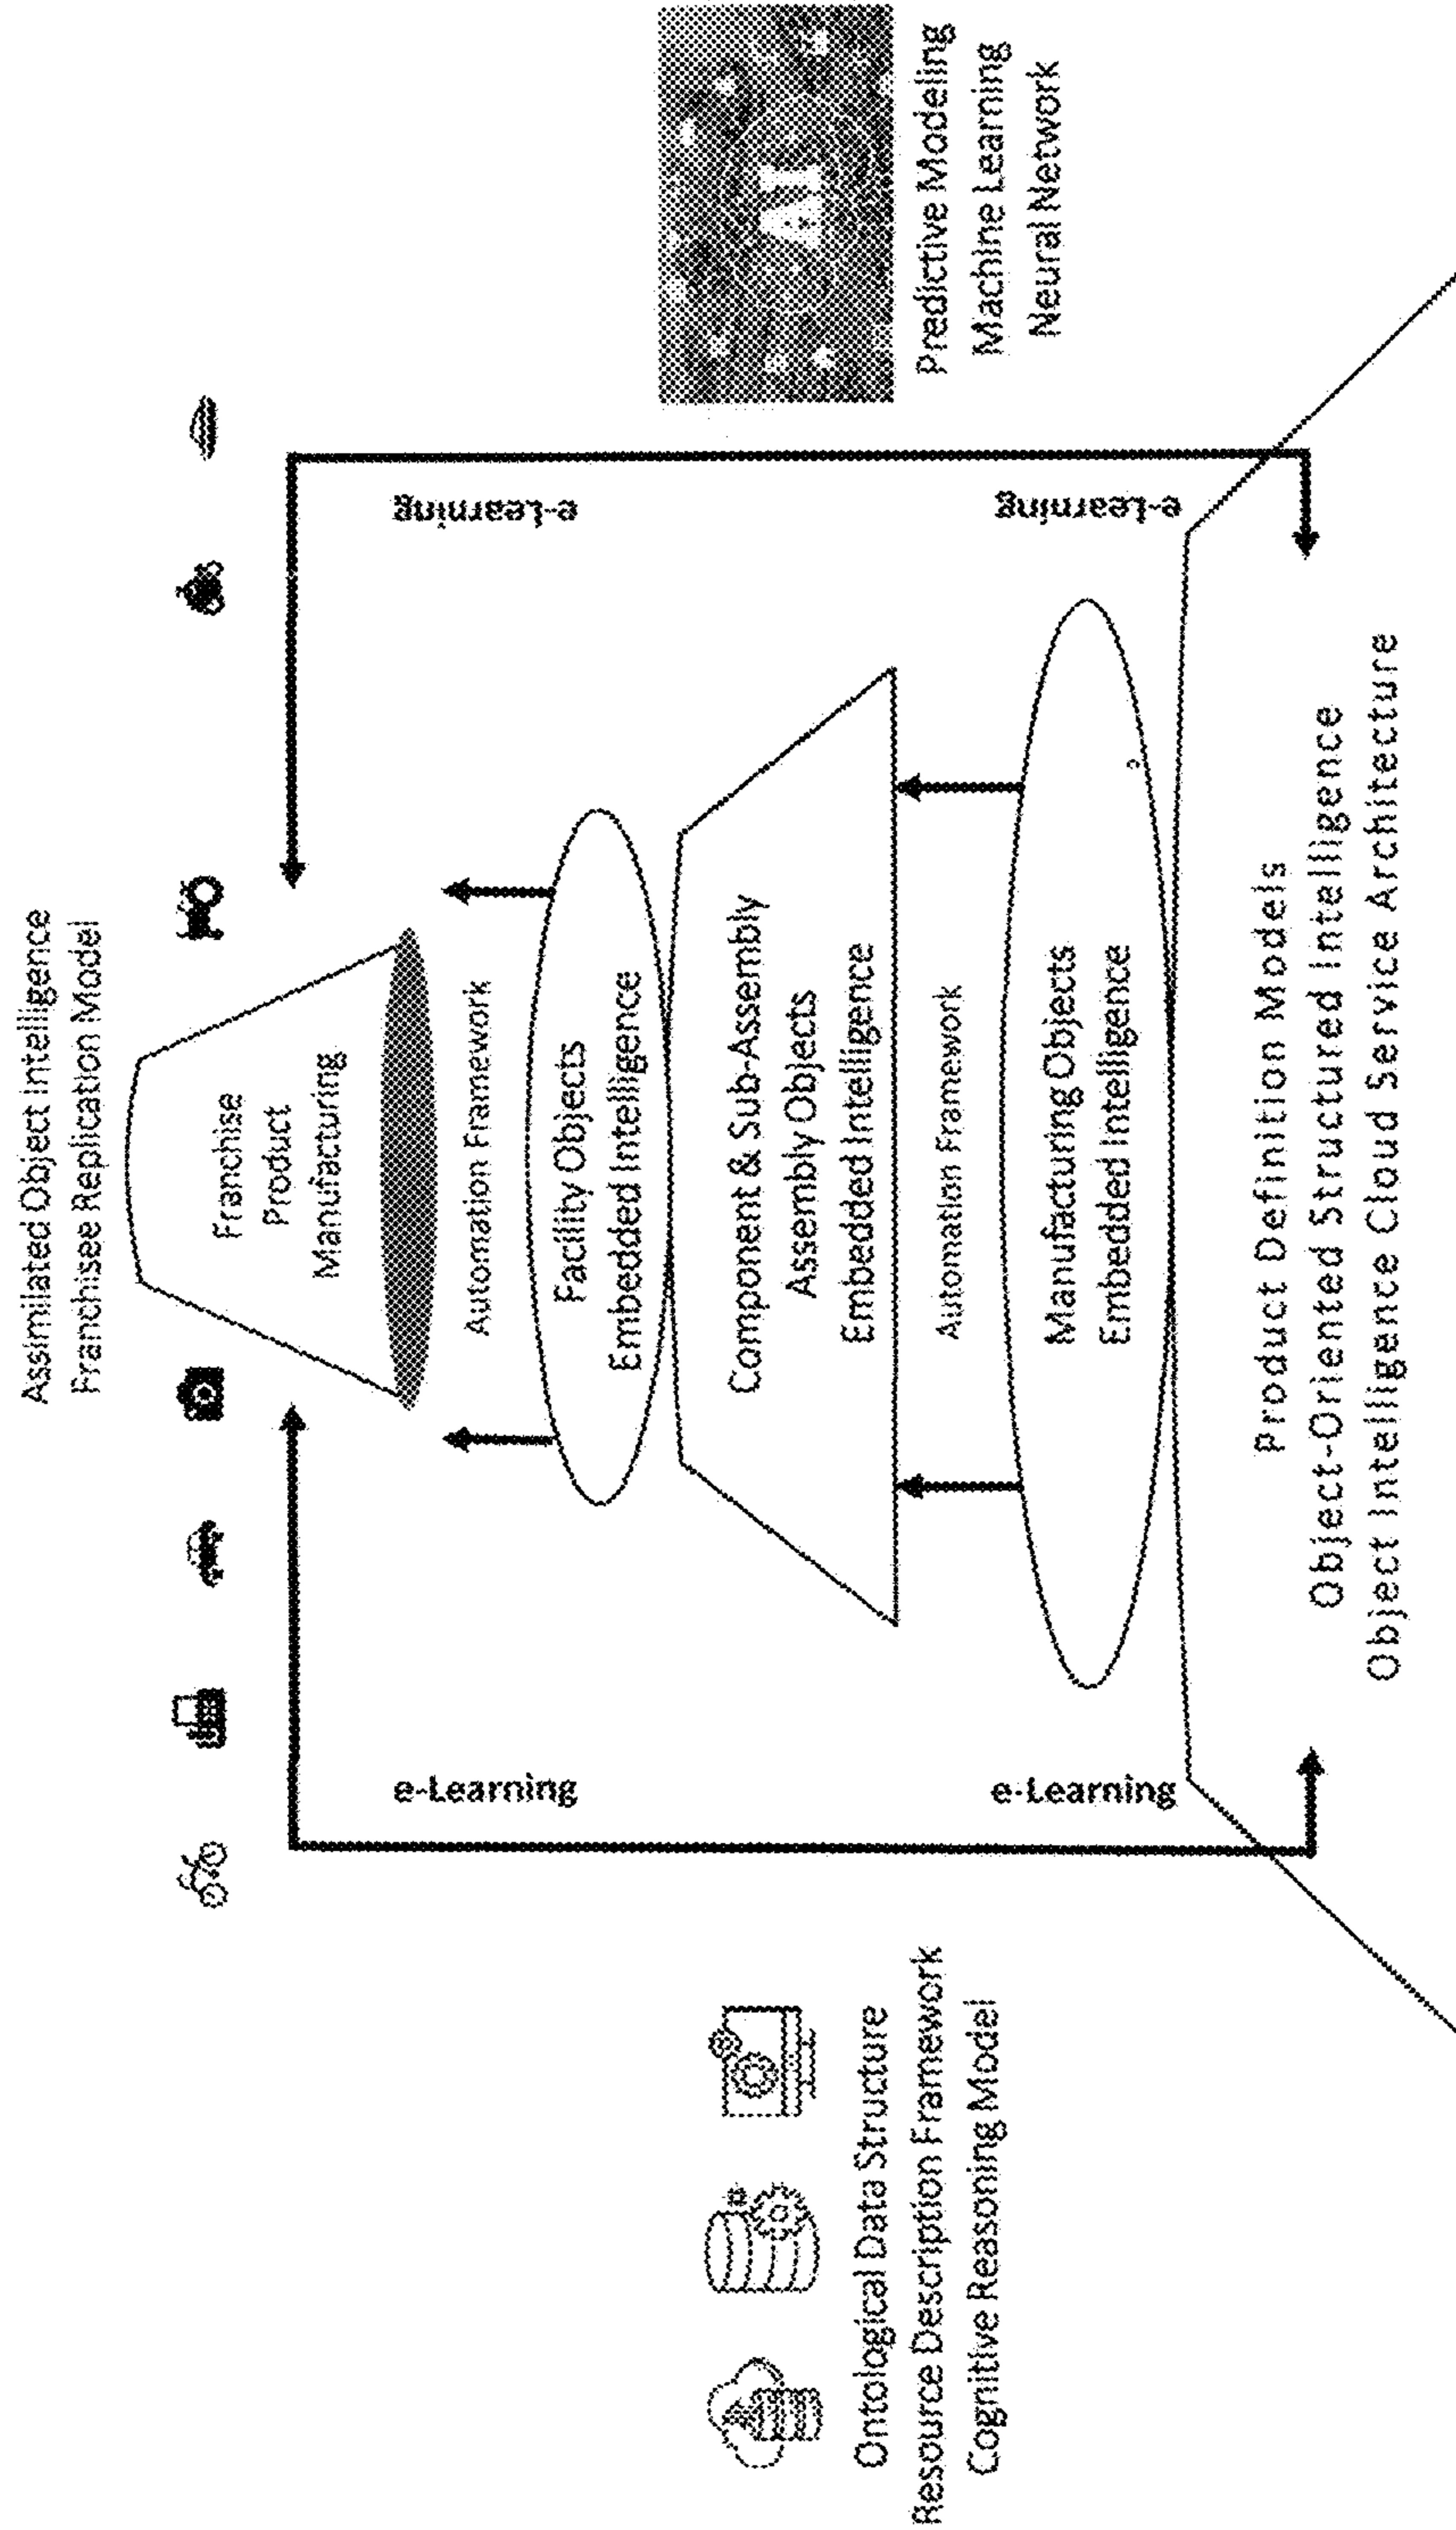 Assimilated Object Intelligence
Franchisee Replication Model
Franchise
Product
Manufacturing
Automation Framework
Facility Objects
Embedded Intelligence
Component & Sub-Assembly
Assembly Objects
Embedded Intelligence
Automation Framework
Manufacturing Objects
Embedded Intelligence
Product Definition Models
Object-Oriented Structured Intelligence
Object Intelligence Cloud Service Architecture
e-Learning
e-Learning
e-Learning
e-Learning
Ontological Data Structure
Resource Description Framework
Cognitive Reasoning Model
AI
Predictive Modeling
Machine Learning
Neural Network